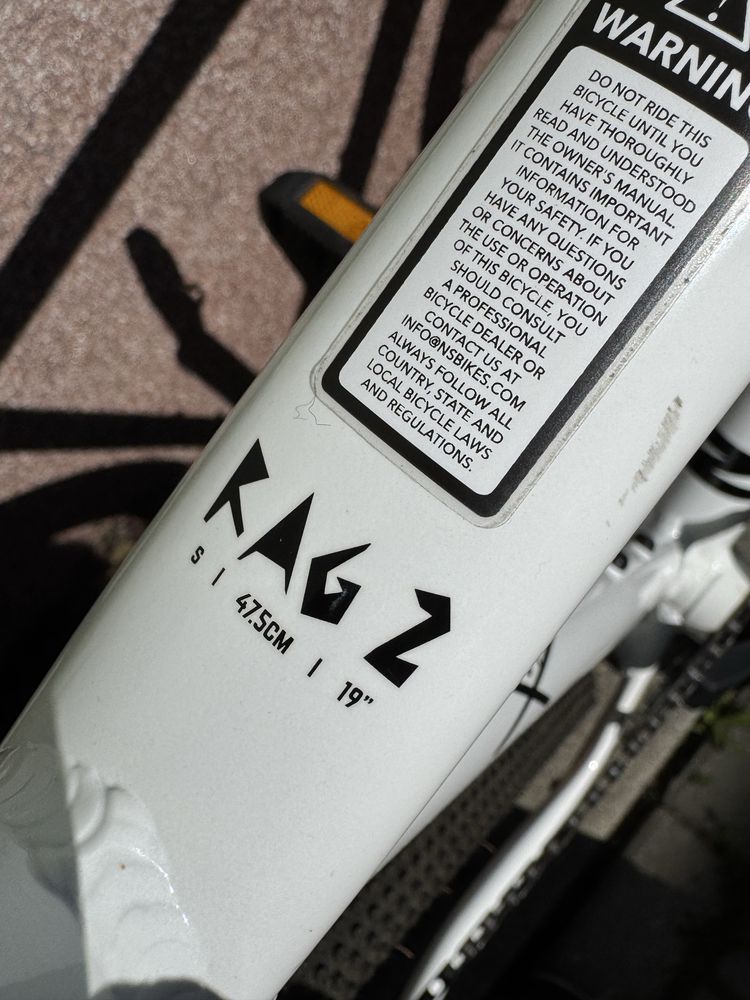 WARNING
DO NOT RIDE THIS
BICYCLE UNTIL YOU
HAVE THOROUGHLY
READ AND UNDERSTOOD
THE OWNER'S MANUAL
IT CONTAINS IMPORTANT
INFORMATION FOR
YOUR SAFETY. IF YOU
HAVE ANY QUESTIONS
OR CONCERNS ABOUT
THE USE OR OPERATION
OF THIS BICYCLE, YOU
SHOULD CONSULT
A PROFESSIONAL
BICYCLE DEALER OR
CONTACT US AT
INFO@NSBIKES.COM
ALWAYS FOLLOW ALL
COUNTRY, STATE AND
LOCAL BICYCLE LAWS
AND REGULATIONS.
RAG 2
S | 47.5CM | 19"